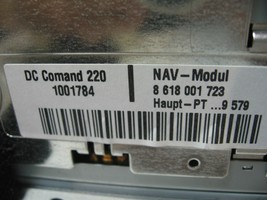 DC Comand 220
1001784
NAV-Modul
8 618 001 723
Haupt-PT ...9 579